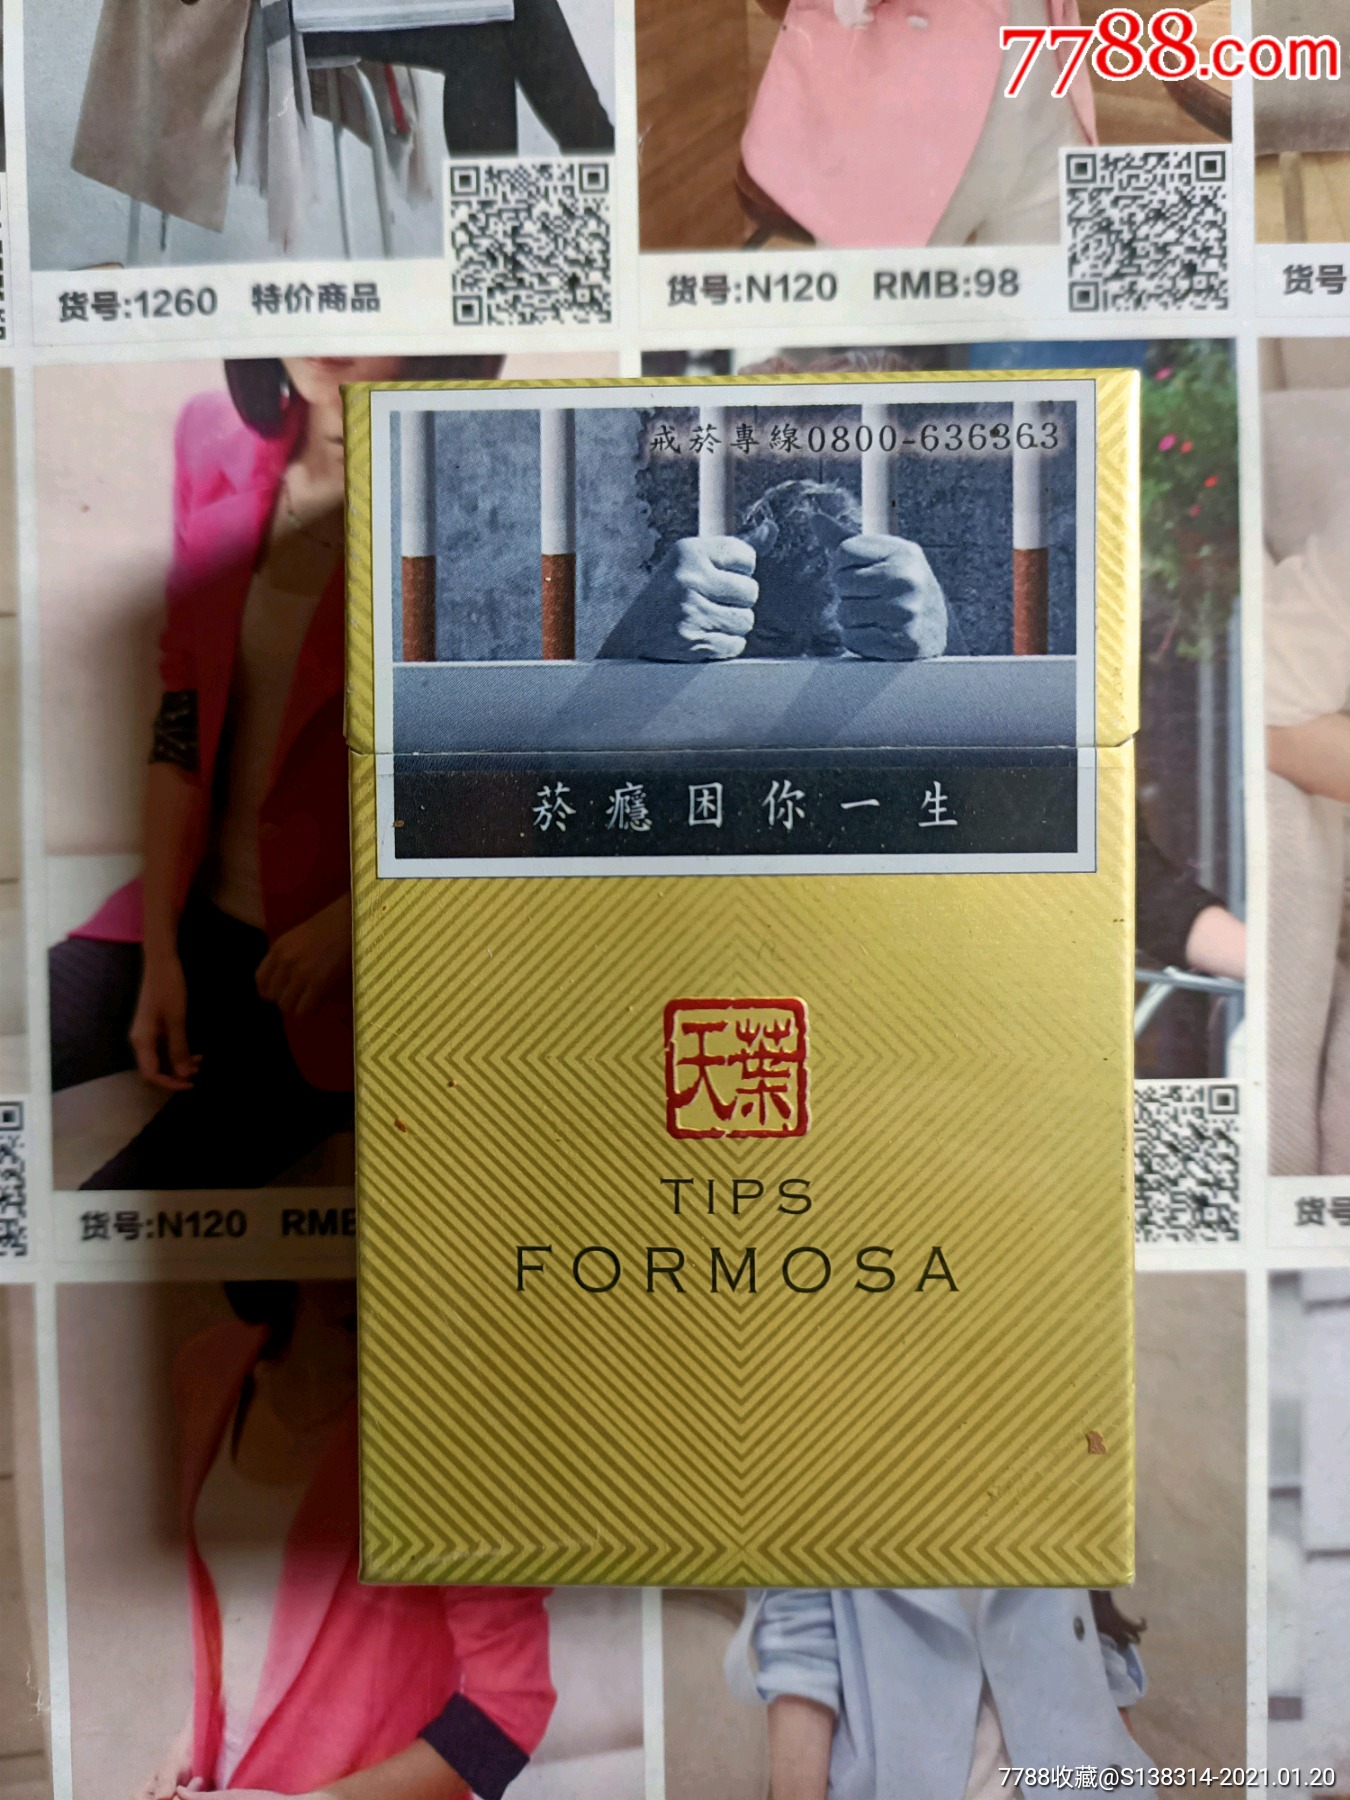 7788.com
货号:1260 特价商品
货号:N120 RMB:98
货号
戒菸專線0800-636363
菸癮困你一生
天葉
TIPS
FORMOSA
货号:N120 RMB
货号
7788收藏@S138314-2021.01.20